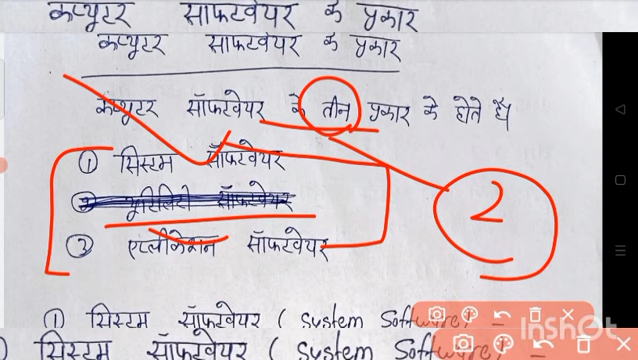 कम्प्यूटर सॉफ्टवेयर के प्रकार
कम्प्यूटर सॉफ्टवेयर के प्रकार
कम्प्यूटर सॉफ्टवेयर के तीन प्रकार के होते है
① सिस्टम सॉफ्टवेयर
② यूटिलिटी सॉफ्टवेयर
2
③ एप्लीकेशन सॉफ्टवेयर
① सिस्टम सॉफ्टवेयर ( System Software) =
) सिस्टम सॉफ्टवेयर ( System Soft
InShot